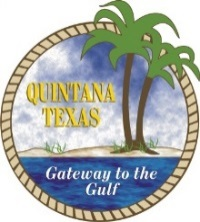 QUINTANA
TEXAS
Gateway to the
Gulf